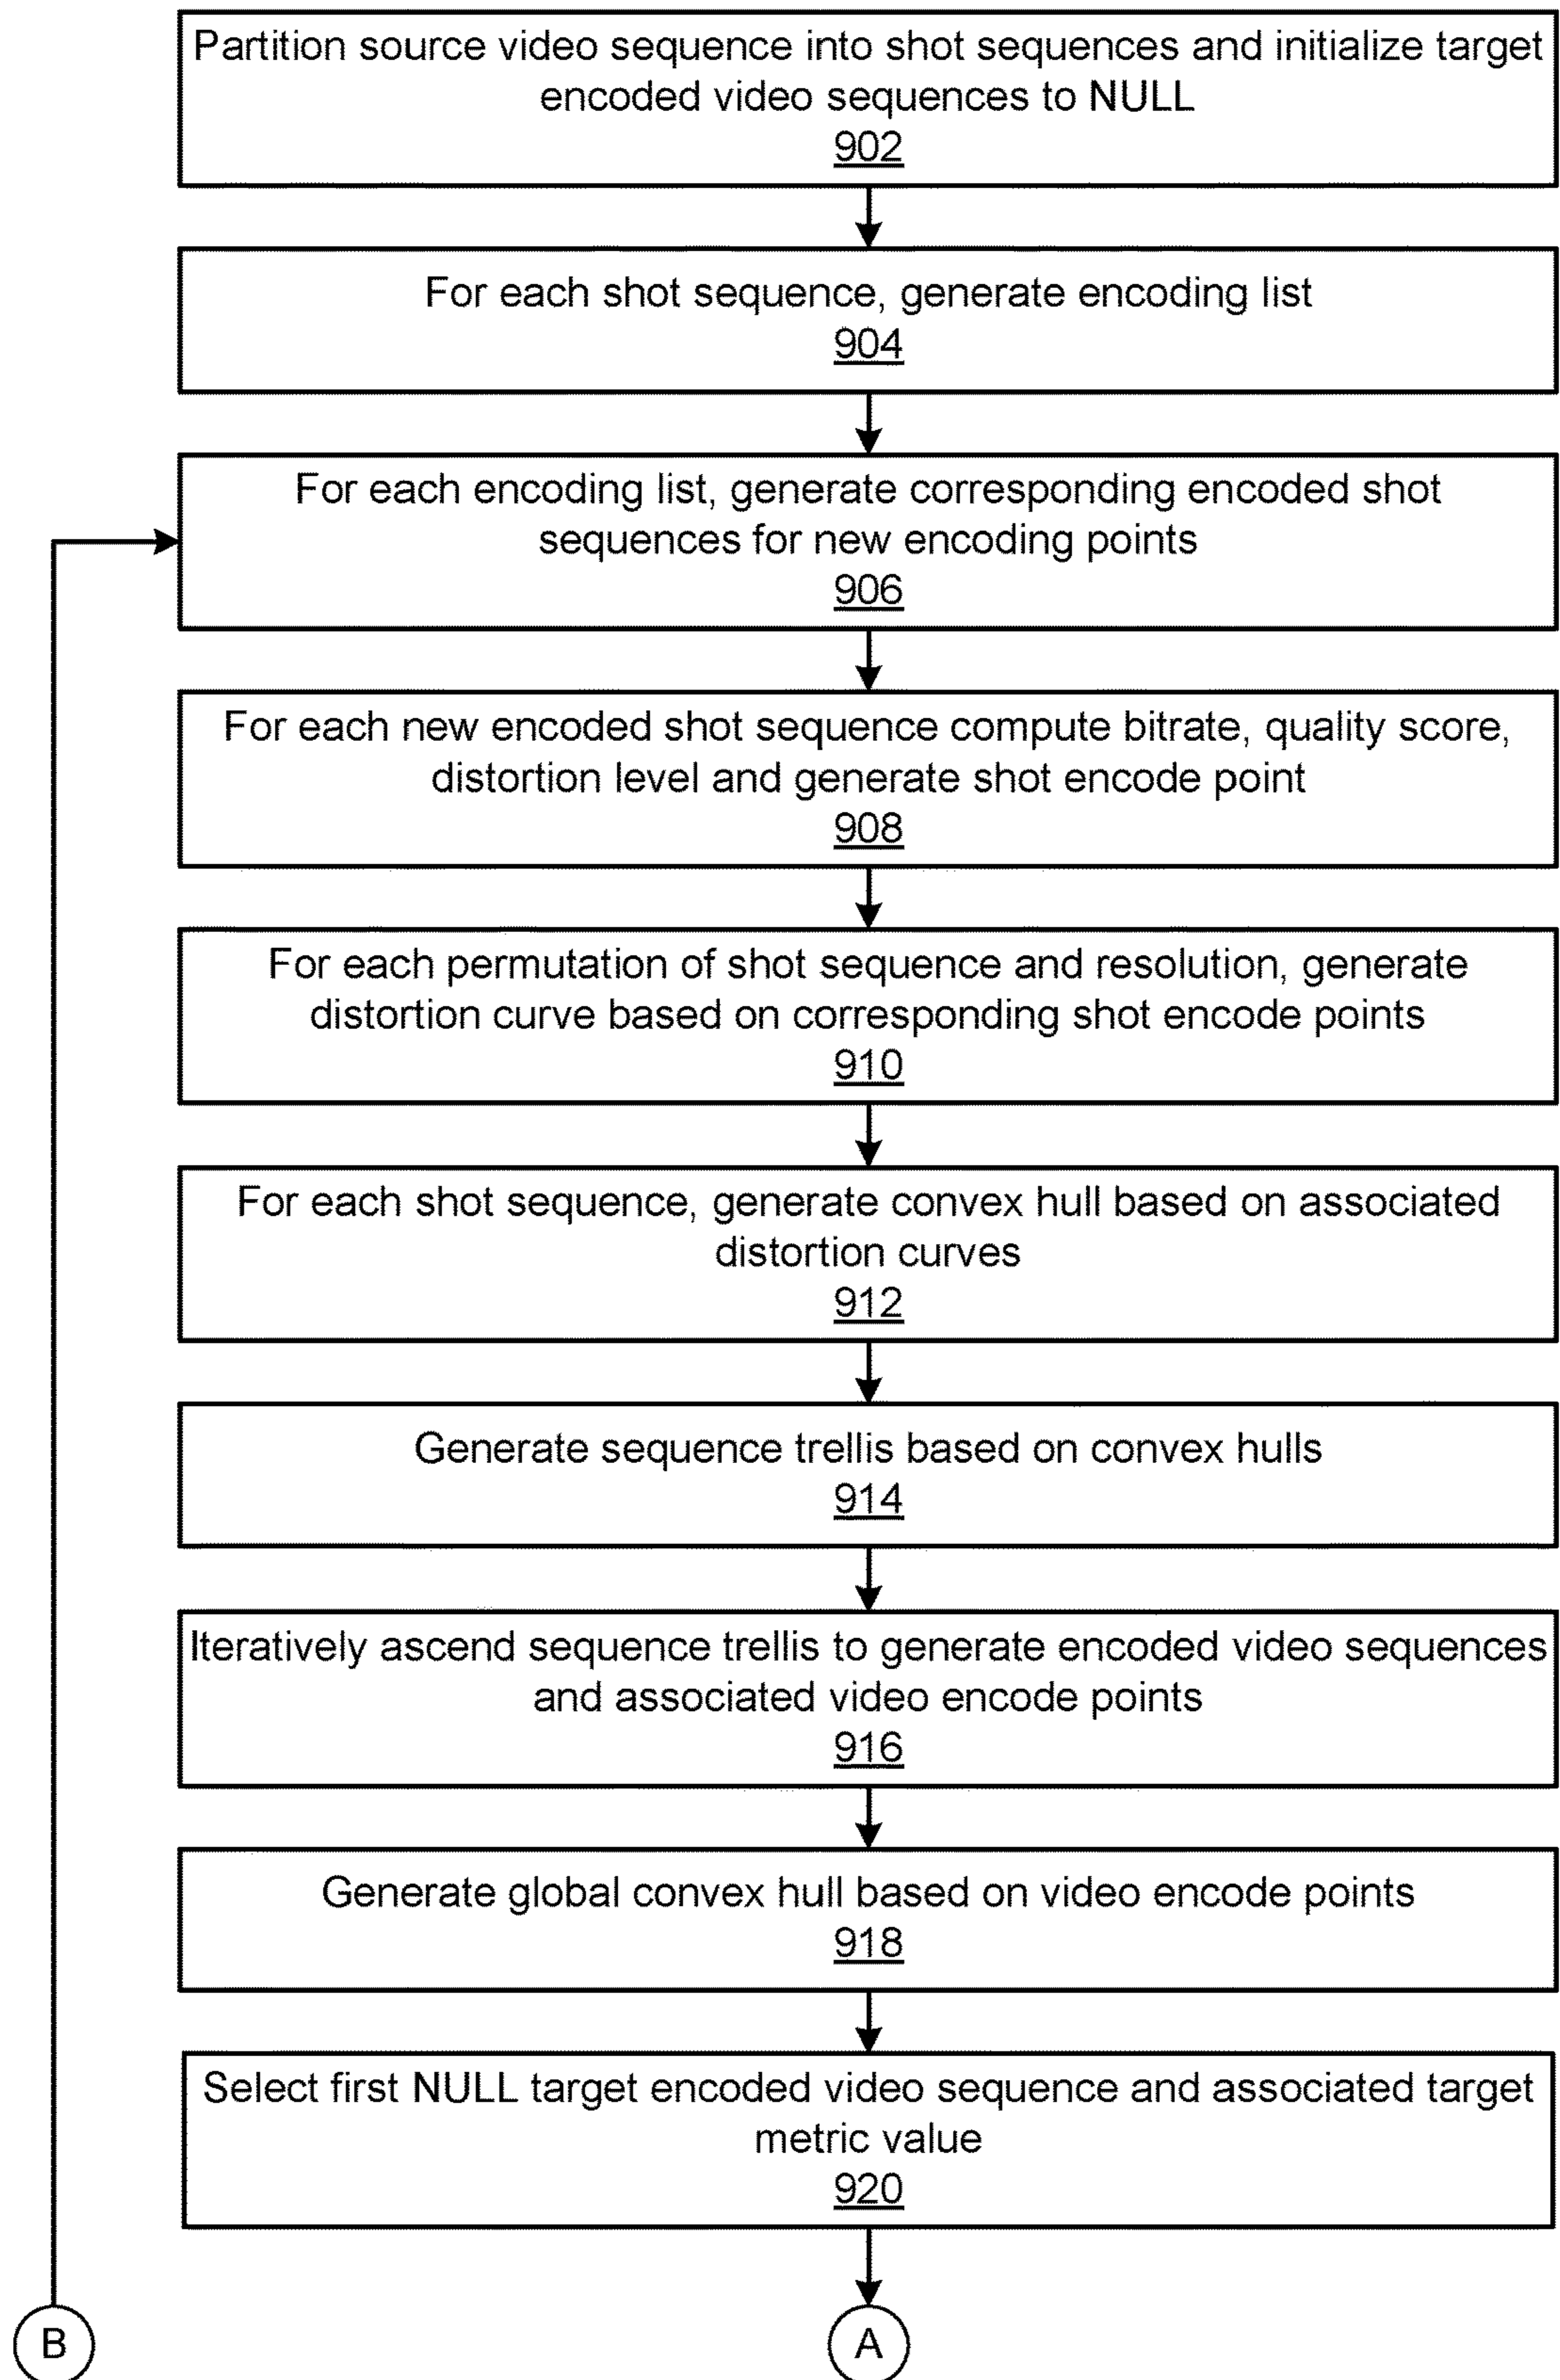 Partition source video sequence into shot sequences and initialize target
encoded video sequences to NULL
902
For each shot sequence, generate encoding list
904
For each encoding list, generate corresponding encoded shot
sequences for new encoding points
906
For each new encoded shot sequence compute bitrate, quality score,
distortion level and generate shot encode point
908
For each permutation of shot sequence and resolution, generate
distortion curve based on corresponding shot encode points
910
For each shot sequence, generate convex hull based on associated
distortion curves
912
Generate sequence trellis based on convex hulls
914
Iteratively ascend sequence trellis to generate encoded video sequences
and associated video encode points
916
Generate global convex hull based on video encode points
918
Select first NULL target encoded video sequence and associated target
metric value
920
B
A